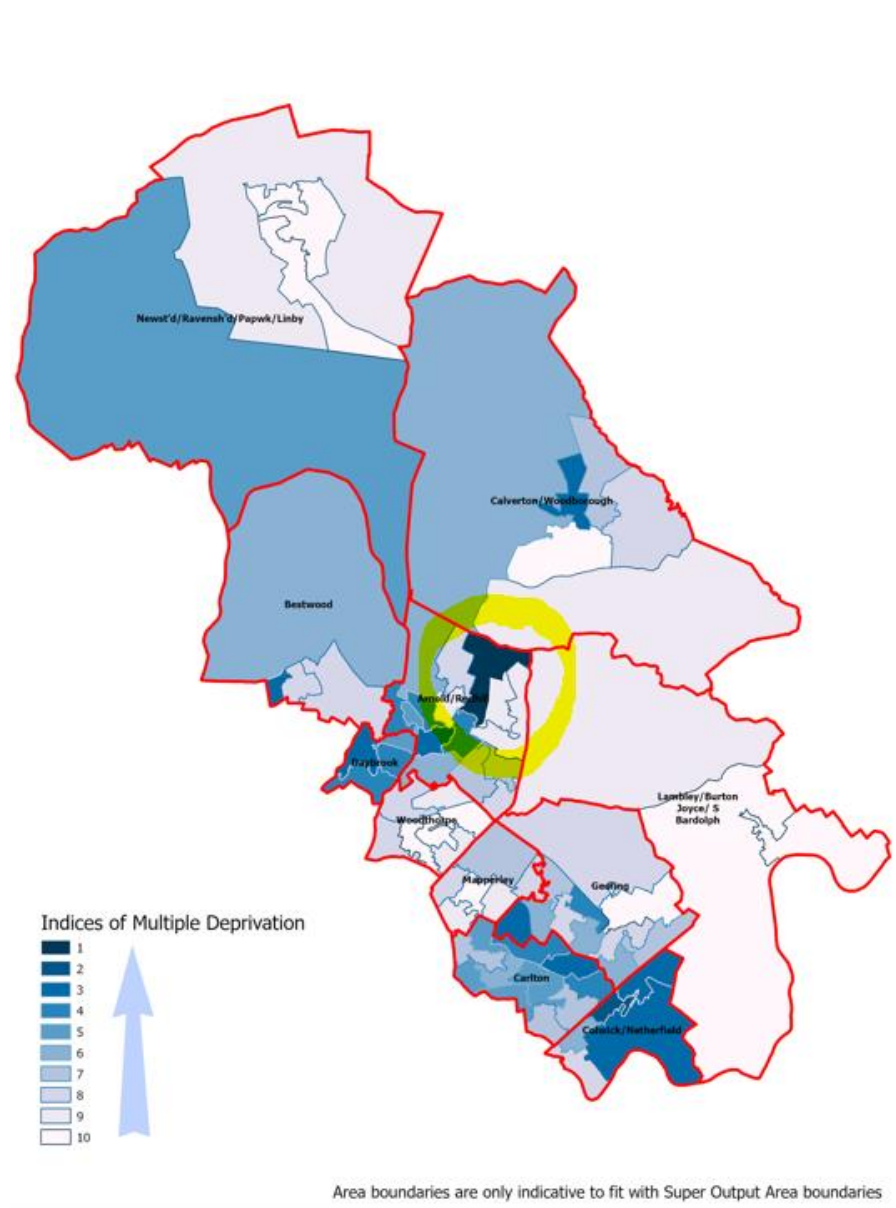 Newst'd/Ravensh'd/Papwk/Linby
Calverton/Woodborough
Bestwood
Daybrook
Lambley/Burton
Joyce/ S
Bardolph
Woodthorpe
Mapperley
Gedling
Carlton
Colwick/Netherfield
Indices of Multiple Deprivation
1
2
3
4
5
6
7
8
9
10
Area boundaries are only indicative to fit with Super Output Area boundaries